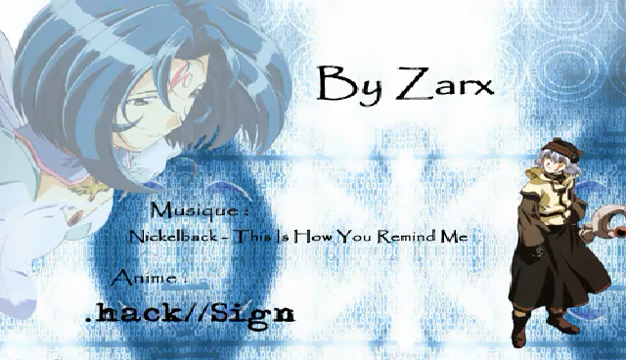 By Zarx
Musique :
Nickelback - This Is How You Remind Me
Anime :
.hack//Sign